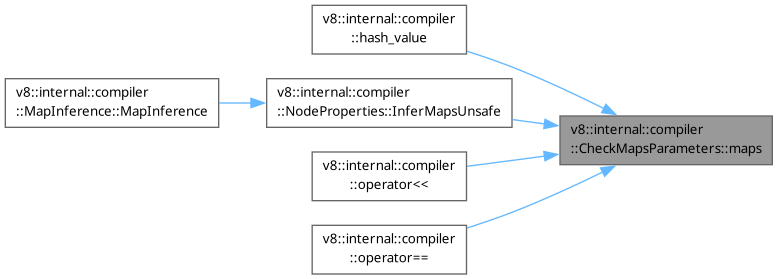 v8::internal::compiler
::hash_value
v8::internal::compiler
::MapInference::MapInference
v8::internal::compiler
::NodeProperties::InferMapsUnsafe
v8::internal::compiler
::CheckMapsParameters::maps
v8::internal::compiler
::operator<<
v8::internal::compiler
::operator==